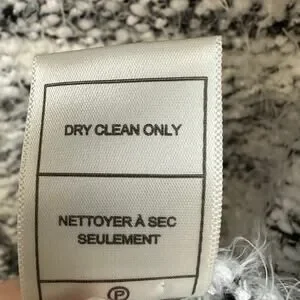 DRY CLEAN ONLY
NETTOYER À SEC
SEULEMENT
P